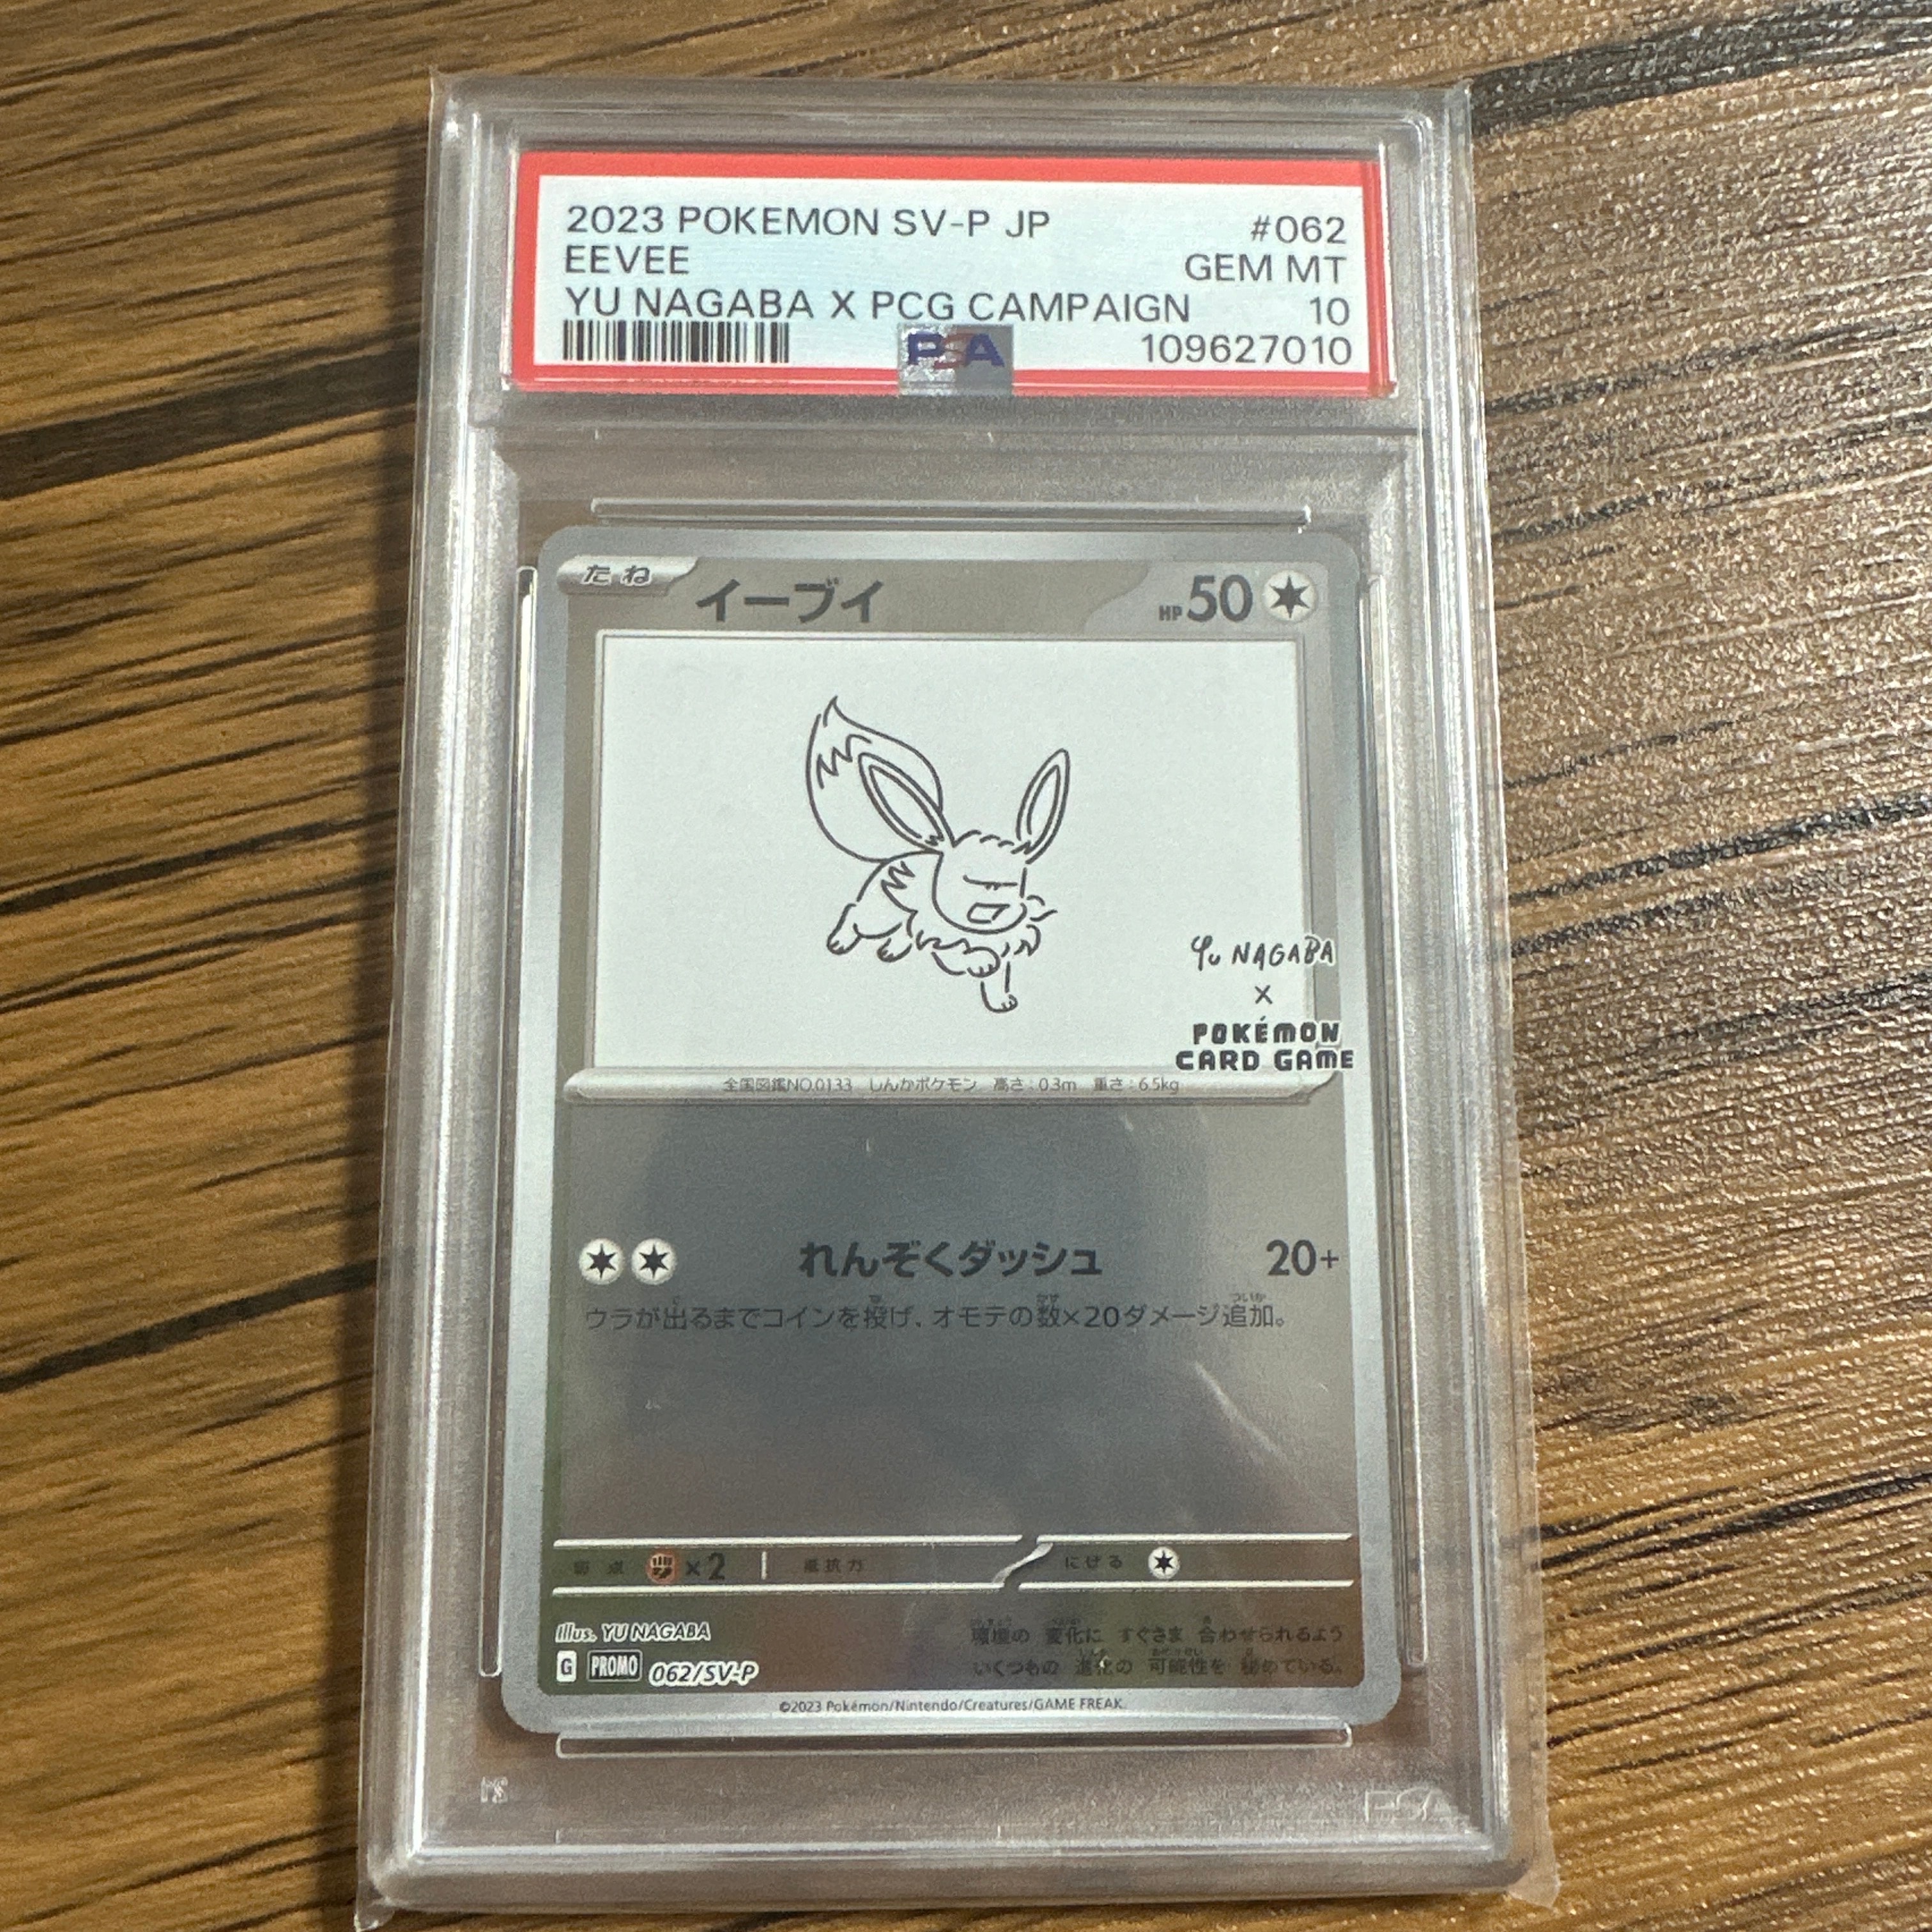 2023 POKEMON SV-P JP #062
EEVEE GEM MT
YU NAGABA X PCG CAMPAIGN 10
PSA 109627010
たね イーブイ HP50
Yu NAGABA
×
POKÉMON
CARD GAME
全国図鑑NO.0133 しんかポケモン 高さ:0.3m 重さ:6.5kg
れんぞくダッシュ 20+
ウラが出るまでコインを投げ、オモテの数×20ダメージ追加。
弱点 ×2 抵抗力 にげる
Illus. YU NAGABA
環境の 変化に すぐさま 合わせられるよう
いくつもの 進化の 可能性を 秘めている。
G PROMO 062/SV-P
©2023 Pokémon/Nintendo/Creatures/GAME FREAK.